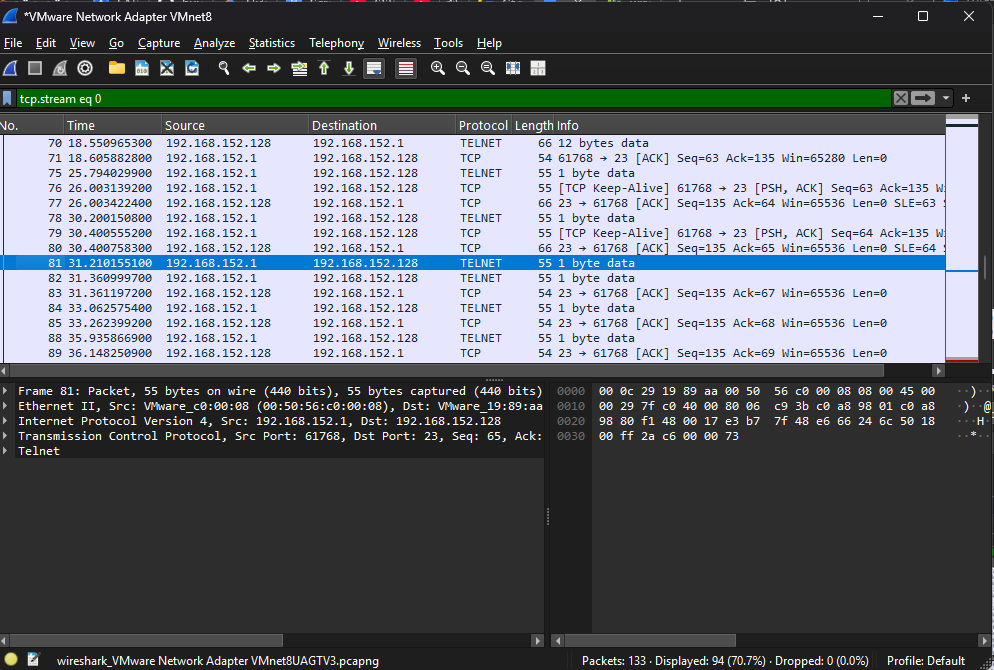 *VMware Network Adapter VMnet8
File Edit View Go Capture Analyze Statistics Telephony Wireless Tools Help
tcp.stream eq 0
No. Time Source Destination Protocol Length Info
70 18.550965300 192.168.152.128 192.168.152.1 TELNET 66 12 bytes data
71 18.605882800 192.168.152.1 192.168.152.128 TCP 54 61768 → 23 [ACK] Seq=63 Ack=135 Win=65280 Len=0
75 25.794029900 192.168.152.1 192.168.152.128 TELNET 55 1 byte data
76 26.003139200 192.168.152.1 192.168.152.128 TCP 55 [TCP Keep-Alive] 61768 → 23 [PSH, ACK] Seq=63 Ack=135 Wi
77 26.003422400 192.168.152.128 192.168.152.1 TCP 66 23 → 61768 [ACK] Seq=135 Ack=64 Win=65536 Len=0 SLE=63 S
78 30.200150800 192.168.152.1 192.168.152.128 TELNET 55 1 byte data
79 30.400555200 192.168.152.1 192.168.152.128 TCP 55 [TCP Keep-Alive] 61768 → 23 [PSH, ACK] Seq=64 Ack=135 Wi
80 30.400758300 192.168.152.128 192.168.152.1 TCP 66 23 → 61768 [ACK] Seq=135 Ack=65 Win=65536 Len=0 SLE=64 S
81 31.210155100 192.168.152.1 192.168.152.128 TELNET 55 1 byte data
82 31.360999700 192.168.152.1 192.168.152.128 TELNET 55 1 byte data
83 31.361197200 192.168.152.128 192.168.152.1 TCP 54 23 → 61768 [ACK] Seq=135 Ack=67 Win=65536 Len=0
84 33.062575400 192.168.152.1 192.168.152.128 TELNET 55 1 byte data
85 33.262399200 192.168.152.128 192.168.152.1 TCP 54 23 → 61768 [ACK] Seq=135 Ack=68 Win=65536 Len=0
88 35.935866900 192.168.152.1 192.168.152.128 TELNET 55 1 byte data
89 36.148250900 192.168.152.128 192.168.152.1 TCP 54 23 → 61768 [ACK] Seq=135 Ack=69 Win=65536 Len=0
Frame 81: Packet, 55 bytes on wire (440 bits), 55 bytes captured (440 bits)
Ethernet II, Src: VMware_c0:00:08 (00:50:56:c0:00:08), Dst: VMware_19:89:aa
Internet Protocol Version 4, Src: 192.168.152.1, Dst: 192.168.152.128
Transmission Control Protocol, Src Port: 61768, Dst Port: 23, Seq: 65, Ack:
Telnet
0000 00 0c 29 19 89 aa 00 50 56 c0 00 08 08 00 45 00 ··)··
0010 00 29 7f c0 40 00 80 06 c9 3b c0 a8 98 01 c0 a8 ·)··@
0020 98 80 f1 48 00 17 e3 b7 7f 48 e6 66 24 6c 50 18 ···H·
0030 00 ff 2a c6 00 00 73 ··*··
wireshark_VMware Network Adapter VMnet8UAGTV3.pcapng
Packets: 133 · Displayed: 94 (70.7%) · Dropped: 0 (0.0%)
Profile: Default